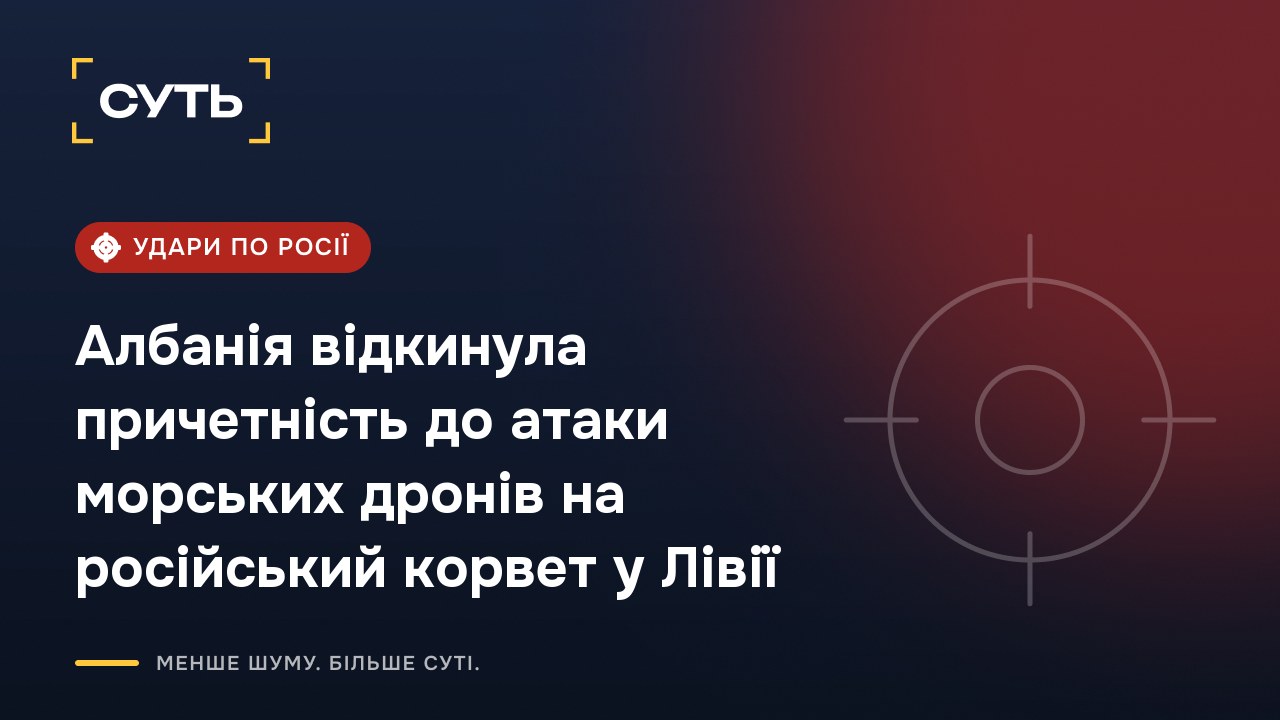 СУТЬ
УДАРИ ПО РОСІЇ
Албанія відкинула
причетність до атаки
морських дронів на
російський корвет у Лівії
МЕНШЕ ШУМУ. БІЛЬШЕ СУТІ.